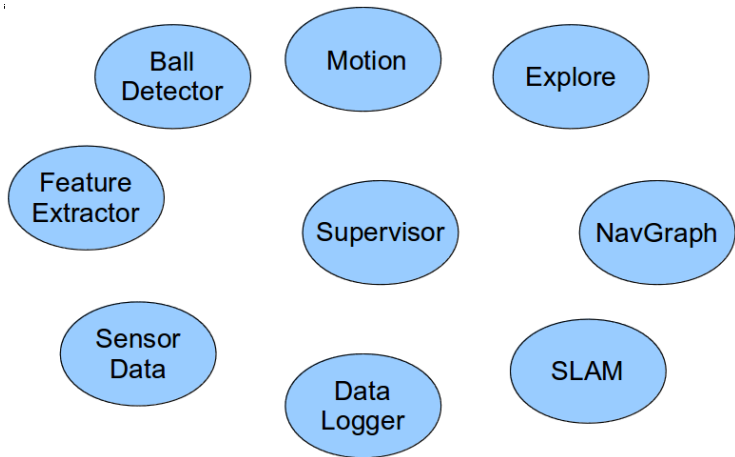 Ball
Detector
Motion
Explore
Feature
Extractor
Supervisor
NavGraph
Sensor
Data
Data
Logger
SLAM